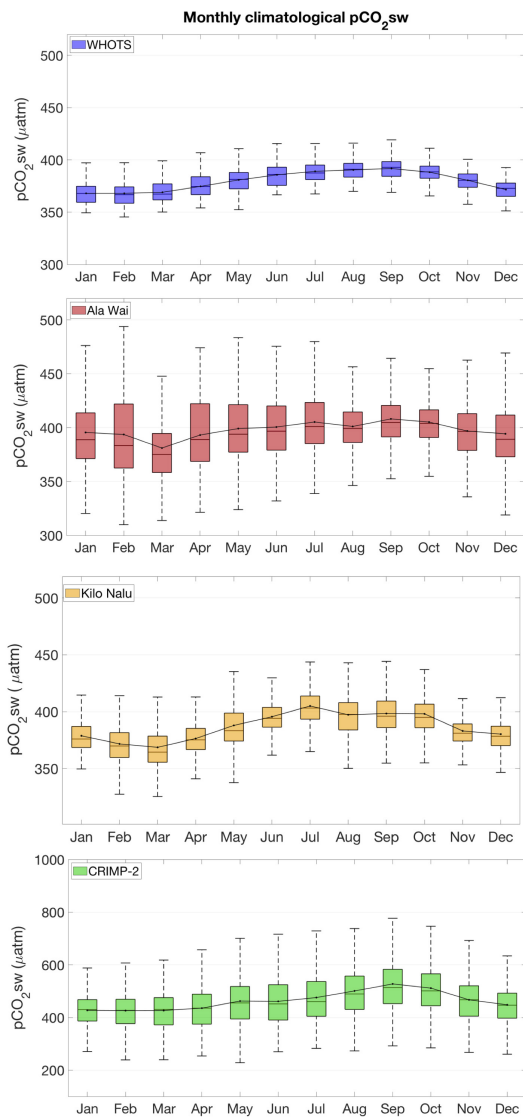 Monthly climatological pCO₂sw
WHOTS
500
450
400
350
300
pCO₂sw (μatm)
Jan Feb Mar Apr May Jun Jul Aug Sep Oct Nov Dec
Ala Wai
500
450
400
350
300
pCO₂sw (μatm)
Jan Feb Mar Apr May Jun Jul Aug Sep Oct Nov Dec
Kilo Nalu
500
450
400
350
300
pCO₂sw ( μatm)
Jan Feb Mar Apr May Jun Jul Aug Sep Oct Nov Dec
CRIMP-2
1000
800
600
400
200
pCO₂sw (μatm)
Jan Feb Mar Apr May Jun Jul Aug Sep Oct Nov Dec